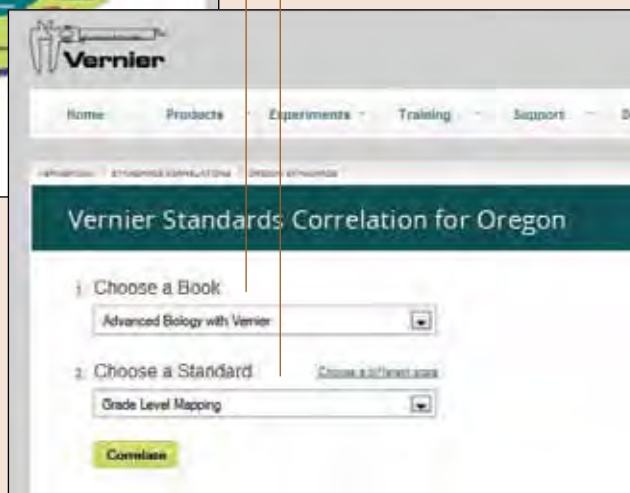 Vernier
Home Products Experiments Training Support
Vernier Standards Correlation for Oregon
1 Choose a Book
Advanced Biology with Vernier
2 Choose a Standard Choose a different state
Grade Level Mapping
Correlate